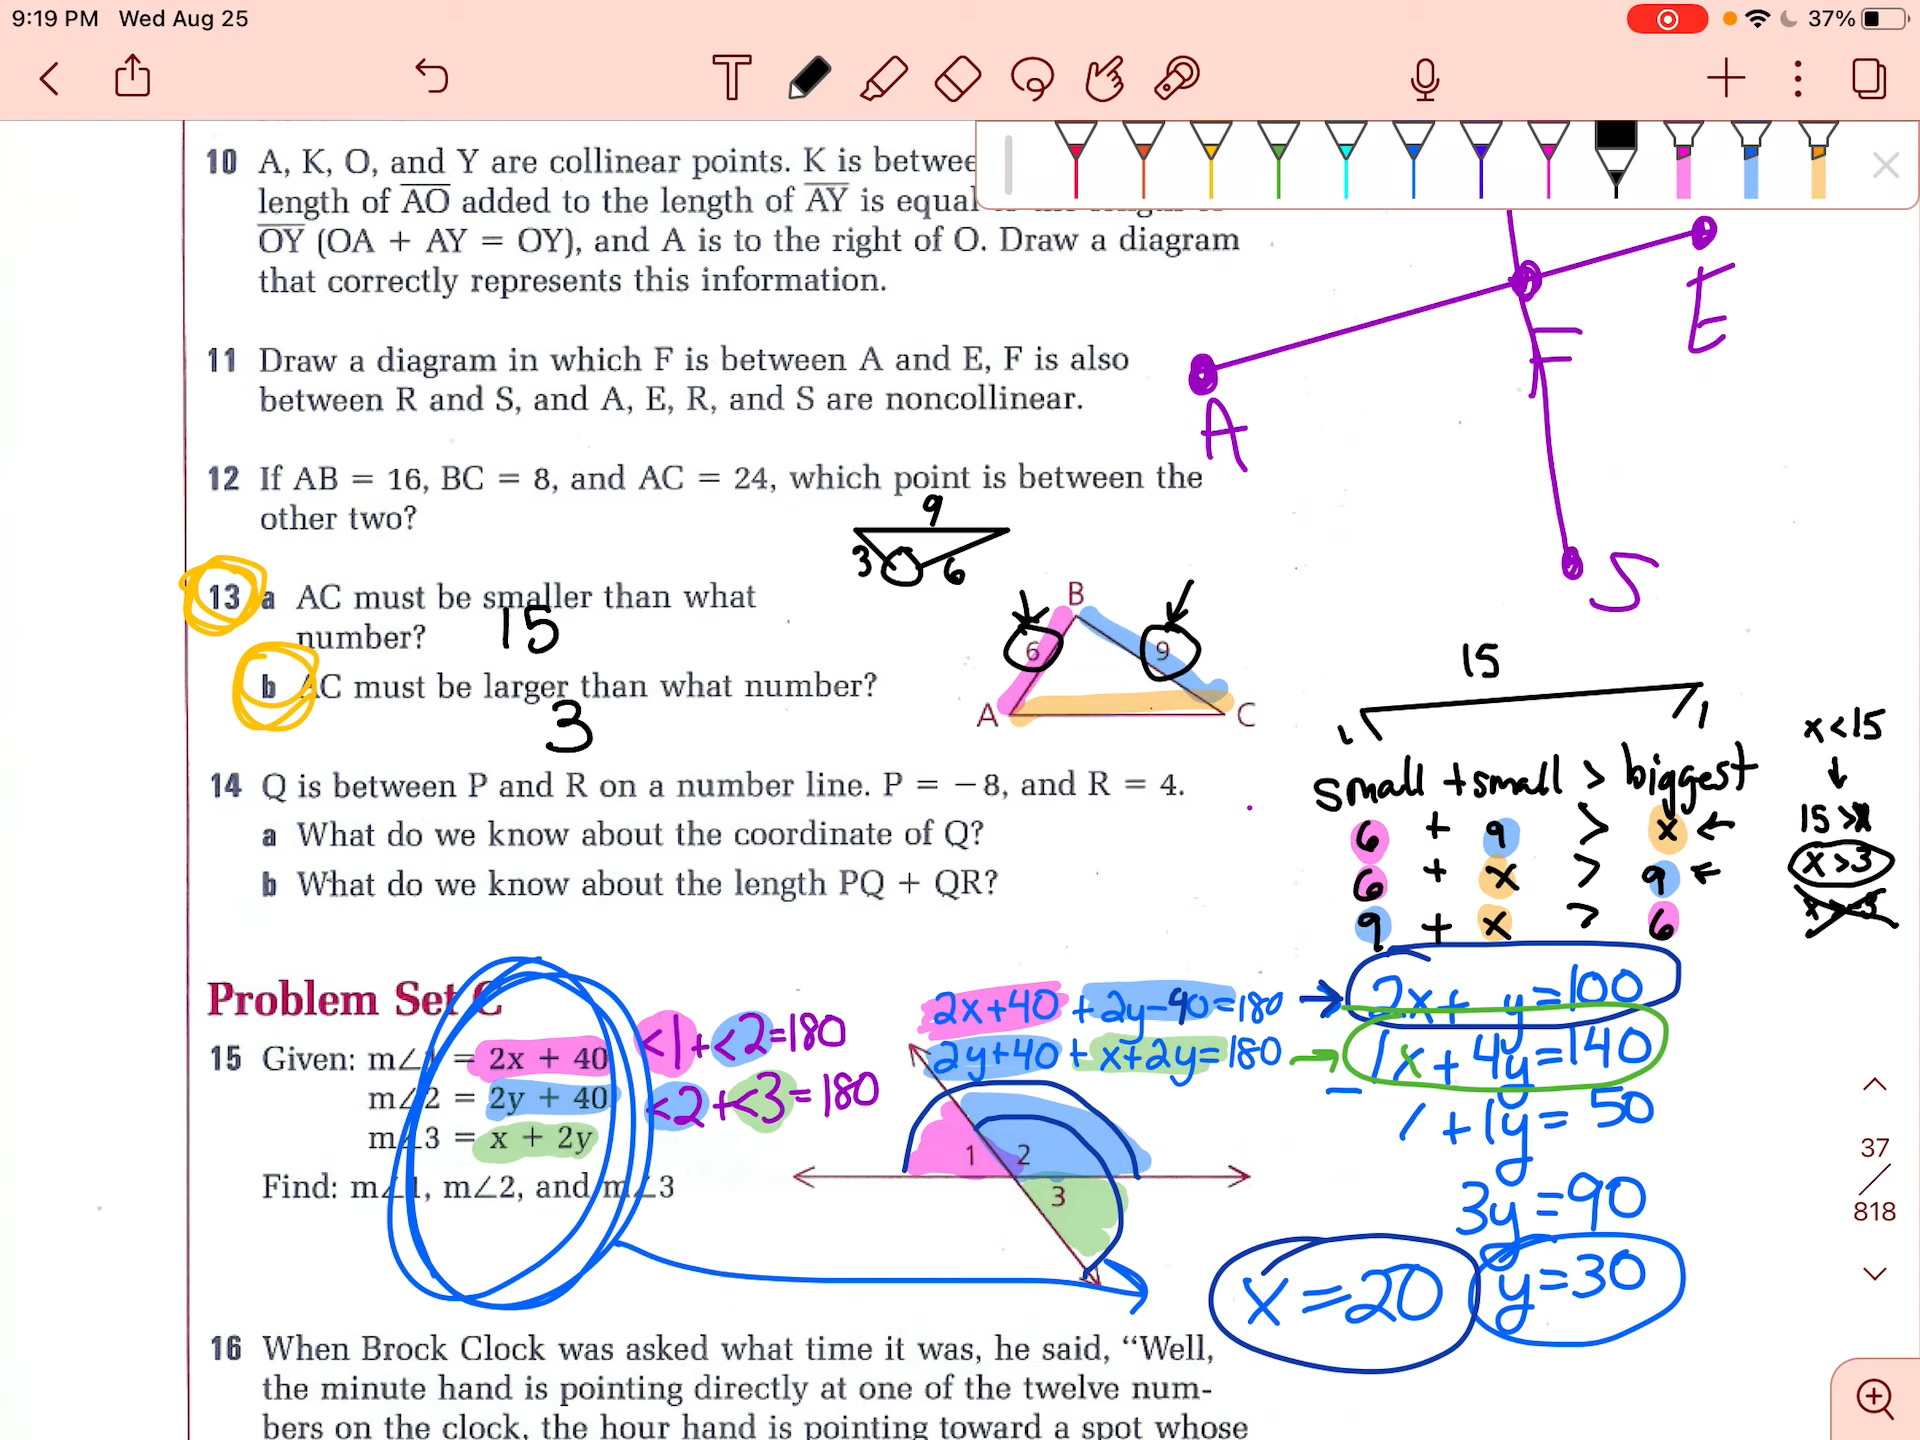 9:19 PM Wed Aug 25
37%
10 A, K, O, and Y are collinear points. K is betwee
length of AO added to the length of AY is equal
OY (OA + AY = OY), and A is to the right of O. Draw a diagram
that correctly represents this information.
E
F
11 Draw a diagram in which F is between A and E, F is also
between R and S, and A, E, R, and S are noncollinear.
A
12 If AB = 16, BC = 8, and AC = 24, which point is between the
other two?
9
3 6
S
13 a AC must be smaller than what
number? 15
b AC must be larger than what number?
3
B
6 9
A C
15
x<15
small + small > biggest
6 + 9 > x
15 > x
6 + x > 9
x > 3
9 + x > 6
14 Q is between P and R on a number line. P = −8, and R = 4.
a What do we know about the coordinate of Q?
b What do we know about the length PQ + QR?
Problem Set C
15 Given: m∠1 = 2x + 40
m∠2 = 2y + 40
m∠3 = x + 2y
Find: m∠1, m∠2, and m∠3
<1+<2=180
<2+<3=180
2x+40 +2y-90=180
2y+40 + x+2y=180
1 2
3
2x+ y=100
1x+4y=140
+1y=50
3y=90
x=20 y=30
37
818
16 When Brock Clock was asked what time it was, he said, “Well,
the minute hand is pointing directly at one of the twelve num-
bers on the clock, the hour hand is pointing toward a spot whose